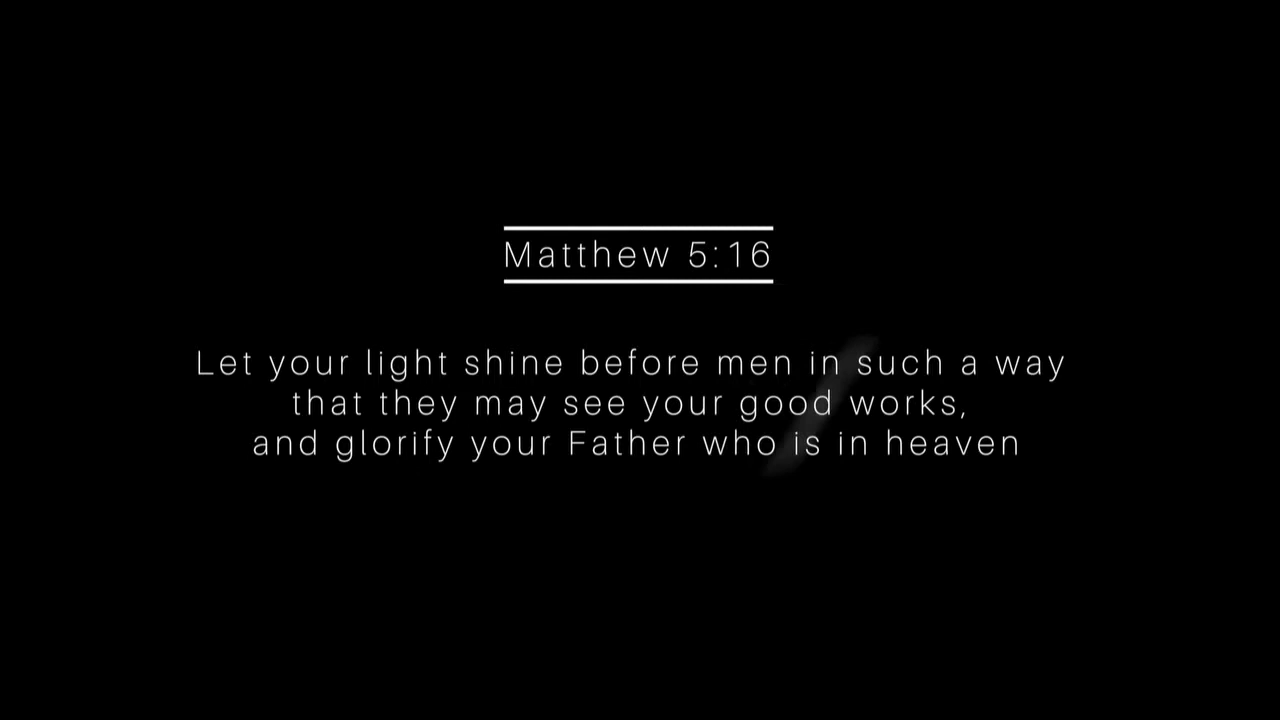 Matthew 5:16
Let your light shine before men in such a way
that they may see your good works,
and glorify your Father who is in heaven